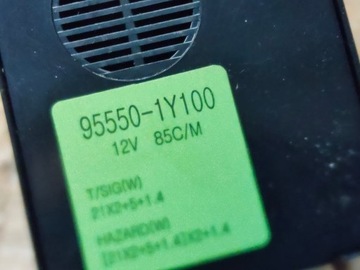 95550-1Y100
12V 85C/M
T/SIG(W)
21X2+5+1.4
HAZARD(W)
[21X2+5+1.4]X2+1.4